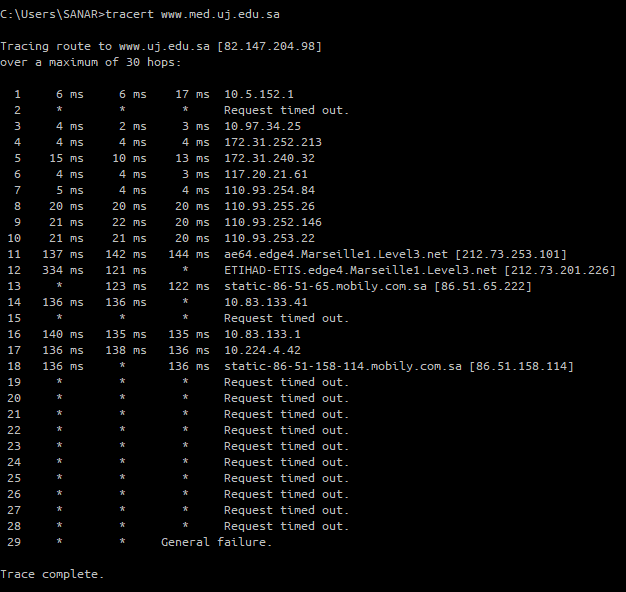 C:\Users\SANAR>tracert www.med.uj.edu.sa
Tracing route to www.uj.edu.sa [82.147.204.98]
over a maximum of 30 hops:
1 6 ms 6 ms 17 ms 10.5.152.1
2 * * * Request timed out.
3 4 ms 2 ms 3 ms 10.97.34.25
4 4 ms 4 ms 4 ms 172.31.252.213
5 15 ms 10 ms 13 ms 172.31.240.32
6 4 ms 4 ms 3 ms 117.20.21.61
7 5 ms 4 ms 4 ms 110.93.254.84
8 20 ms 20 ms 20 ms 110.93.255.26
9 21 ms 22 ms 20 ms 110.93.252.146
10 21 ms 21 ms 20 ms 110.93.253.22
11 137 ms 142 ms 144 ms ae64.edge4.Marseille1.Level3.net [212.73.253.101]
12 334 ms 121 ms * ETIHAD-ETIS.edge4.Marseille1.Level3.net [212.73.201.226]
13 * 123 ms 122 ms static-86-51-65.mobily.com.sa [86.51.65.222]
14 136 ms 136 ms * 10.83.133.41
15 * * * Request timed out.
16 140 ms 135 ms 135 ms 10.83.133.1
17 136 ms 138 ms 136 ms 10.224.4.42
18 136 ms * 136 ms static-86-51-158-114.mobily.com.sa [86.51.158.114]
19 * * * Request timed out.
20 * * * Request timed out.
21 * * * Request timed out.
22 * * * Request timed out.
23 * * * Request timed out.
24 * * * Request timed out.
25 * * * Request timed out.
26 * * * Request timed out.
27 * * * Request timed out.
28 * * * Request timed out.
29 * * General failure.
Trace complete.